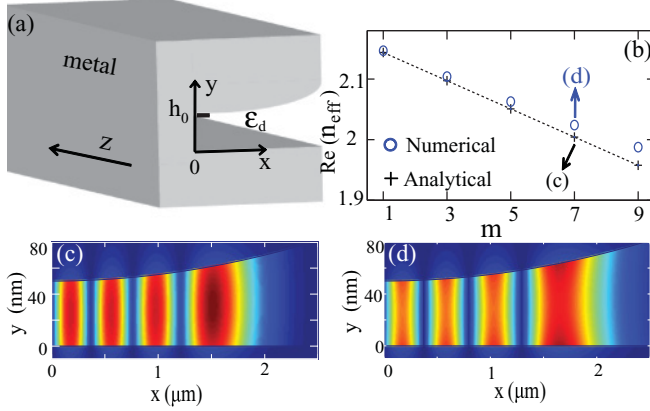 (a)
metal
y
h0
εd
z
0
x
(b)
Re (neff)
2.1
2
1.9
(d)
Numerical
Analytical
(c)
1 3 5 7 9
m
(c)
y (nm)
80
40
0
0 1 2
x (μm)
(d)
y (nm)
80
40
0
0 1 2
x (μm)